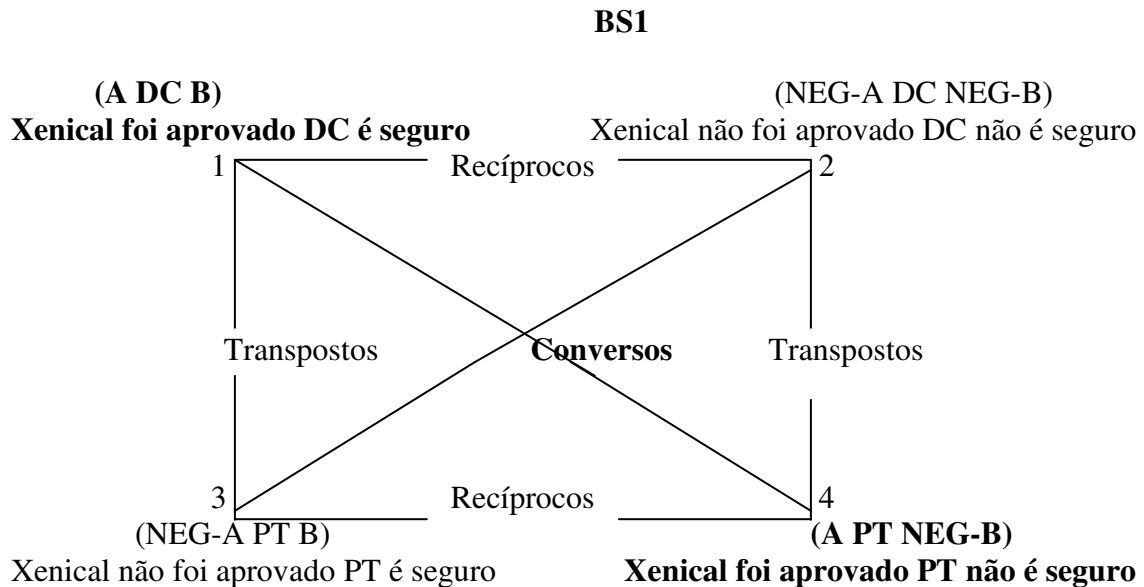 BS1
(A DC B) (NEG-A DC NEG-B)
Xenical foi aprovado DC é seguro Xenical não foi aprovado DC não é seguro
1 Recíprocos 2
Transpostos Conversos Transpostos
3 Recíprocos 4
(NEG-A PT B) (A PT NEG-B)
Xenical não foi aprovado PT é seguro Xenical foi aprovado PT não é seguro